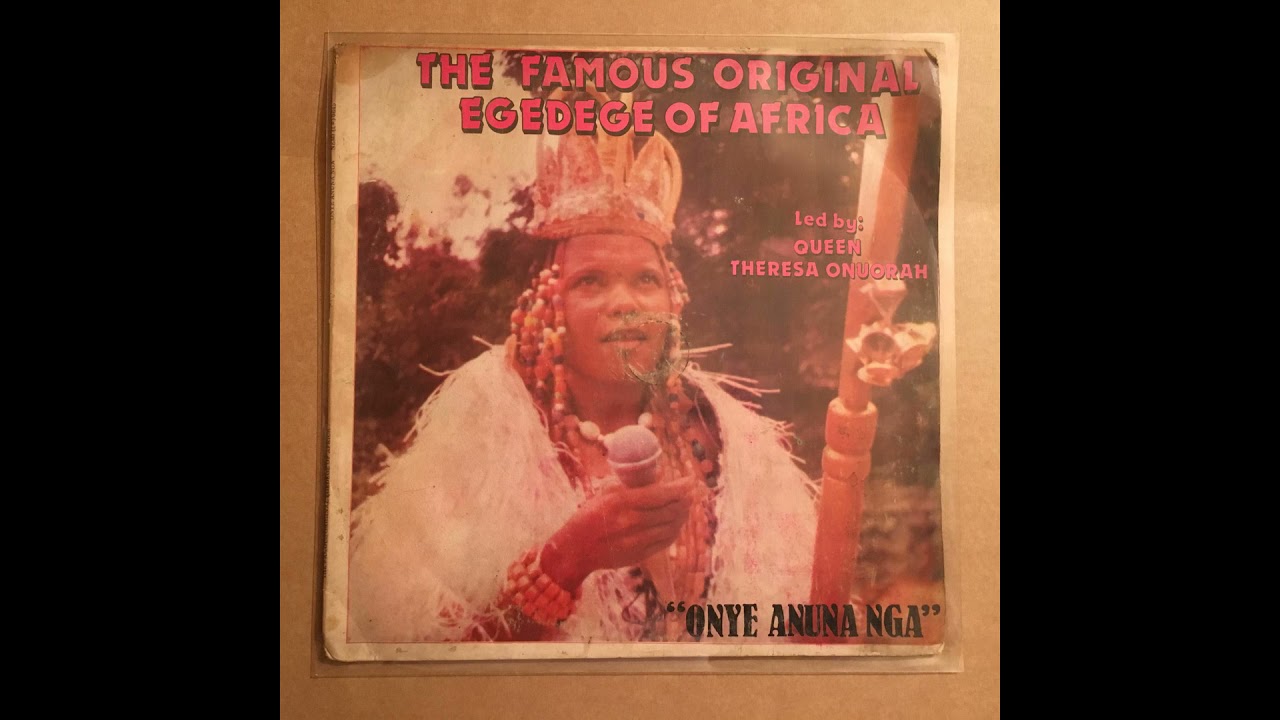 THE FAMOUS ORIGINAL
EGEDEGE OF AFRICA
Led by:
QUEEN
THERESA ONUORAH
"ONYE ANUNA NGA"